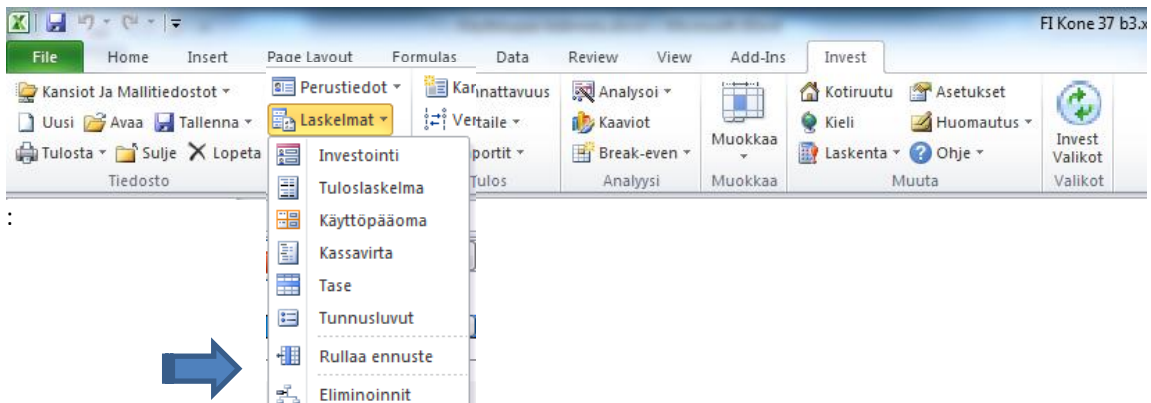 FI Kone 37 b3.x
File Home Insert Page Layout Formulas Data Review View Add-Ins Invest
Kansiot Ja Mallitiedostot Perustiedot Kannattavuus Analysoi Kotiruutu Asetukset
Uusi Avaa Tallenna Laskelmat Vertaile Kaaviot Muokkaa Kieli Huomautus Invest Valikot
Tulosta Sulje Lopeta portit Break-even Laskenta Ohje
Tiedosto Tulos Analyysi Muokkaa Muuta Valikot
:
Investointi
Tuloslaskelma
Käyttöpääoma
Kassavirta
Tase
Tunnusluvut
Rullaa ennuste
Eliminoinnit